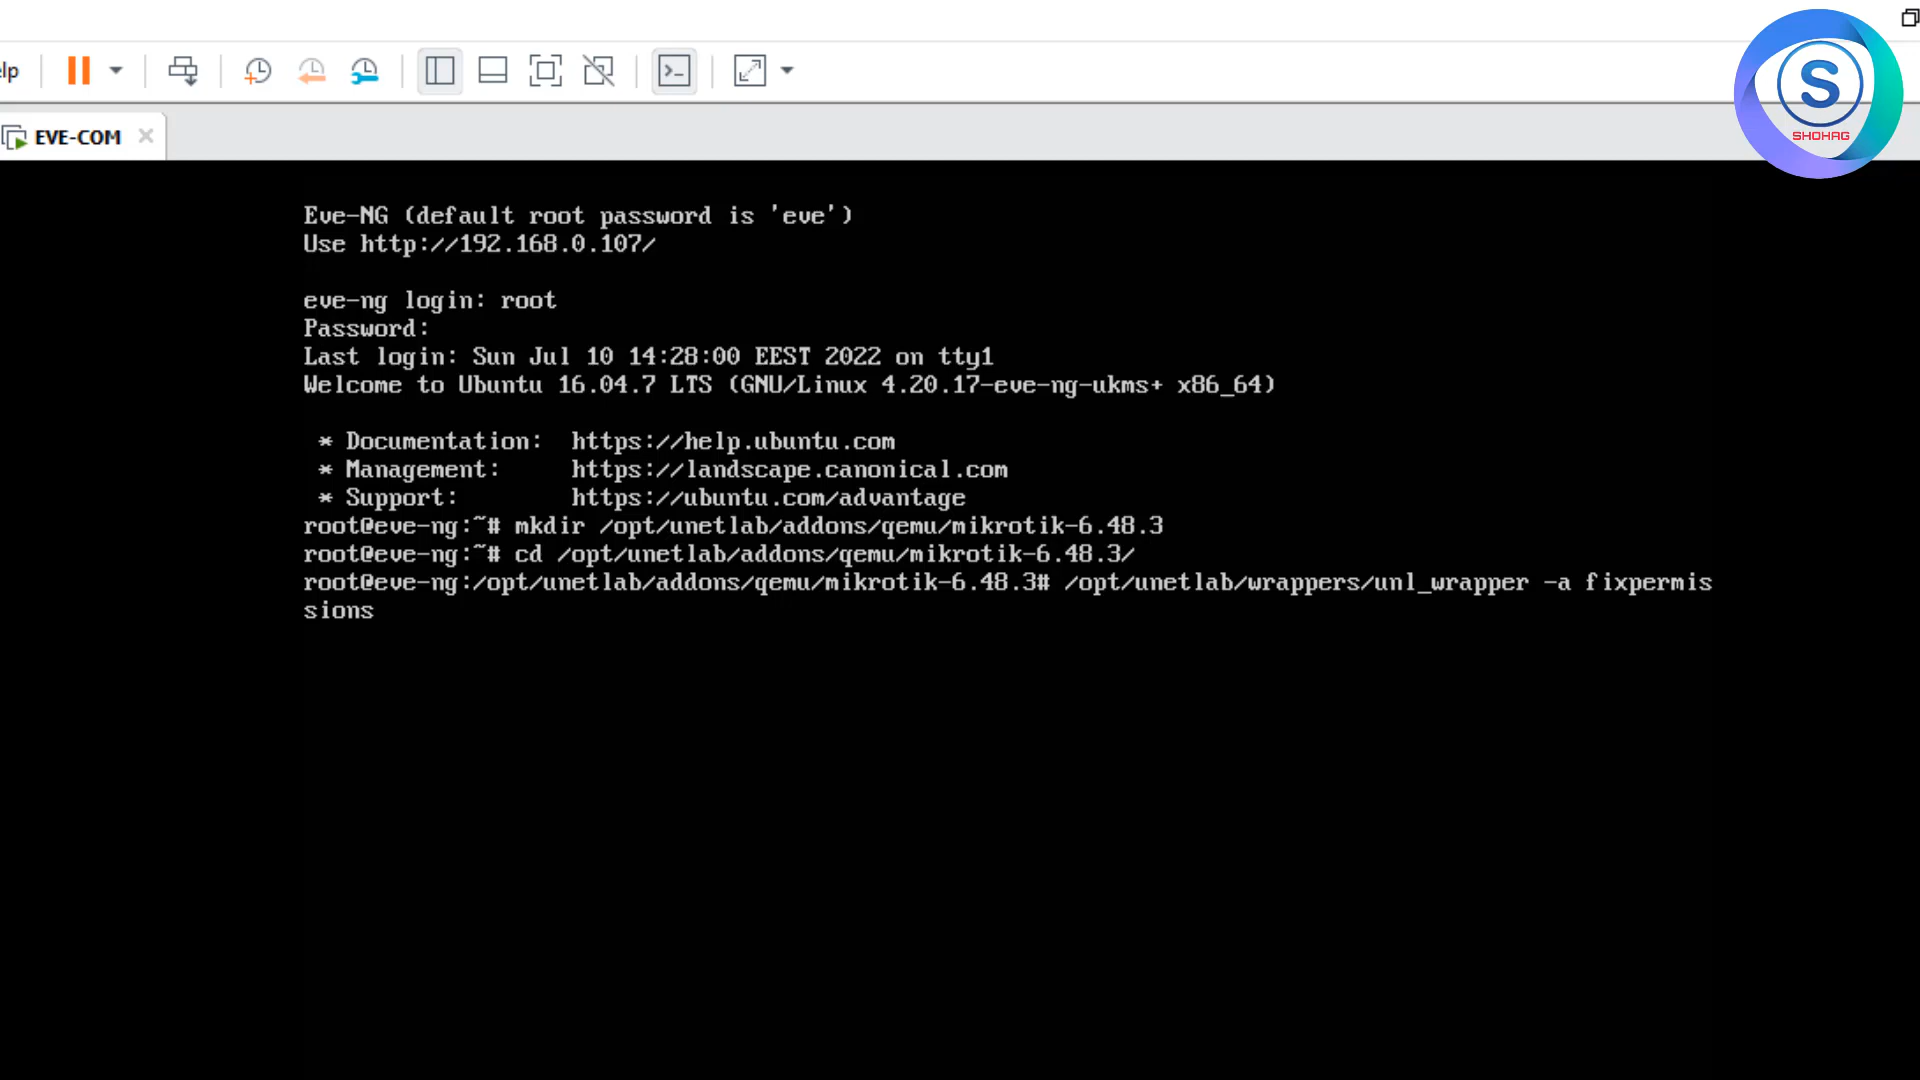 lp
S
SHOHAG
EVE-COM
Eve-NG (default root password is 'eve')
Use http://192.168.0.107/
eve-ng login: root
Password:
Last login: Sun Jul 10 14:28:00 EEST 2022 on tty1
Welcome to Ubuntu 16.04.7 LTS (GNU/Linux 4.20.17-eve-ng-ukms+ x86_64)
* Documentation:  https://help.ubuntu.com
* Management:     https://landscape.canonical.com
* Support:        https://ubuntu.com/advantage
root@eve-ng:~# mkdir /opt/unetlab/addons/qemu/mikrotik-6.48.3
root@eve-ng:~# cd /opt/unetlab/addons/qemu/mikrotik-6.48.3/
root@eve-ng:/opt/unetlab/addons/qemu/mikrotik-6.48.3# /opt/unetlab/wrappers/unl_wrapper -a fixpermis
sions